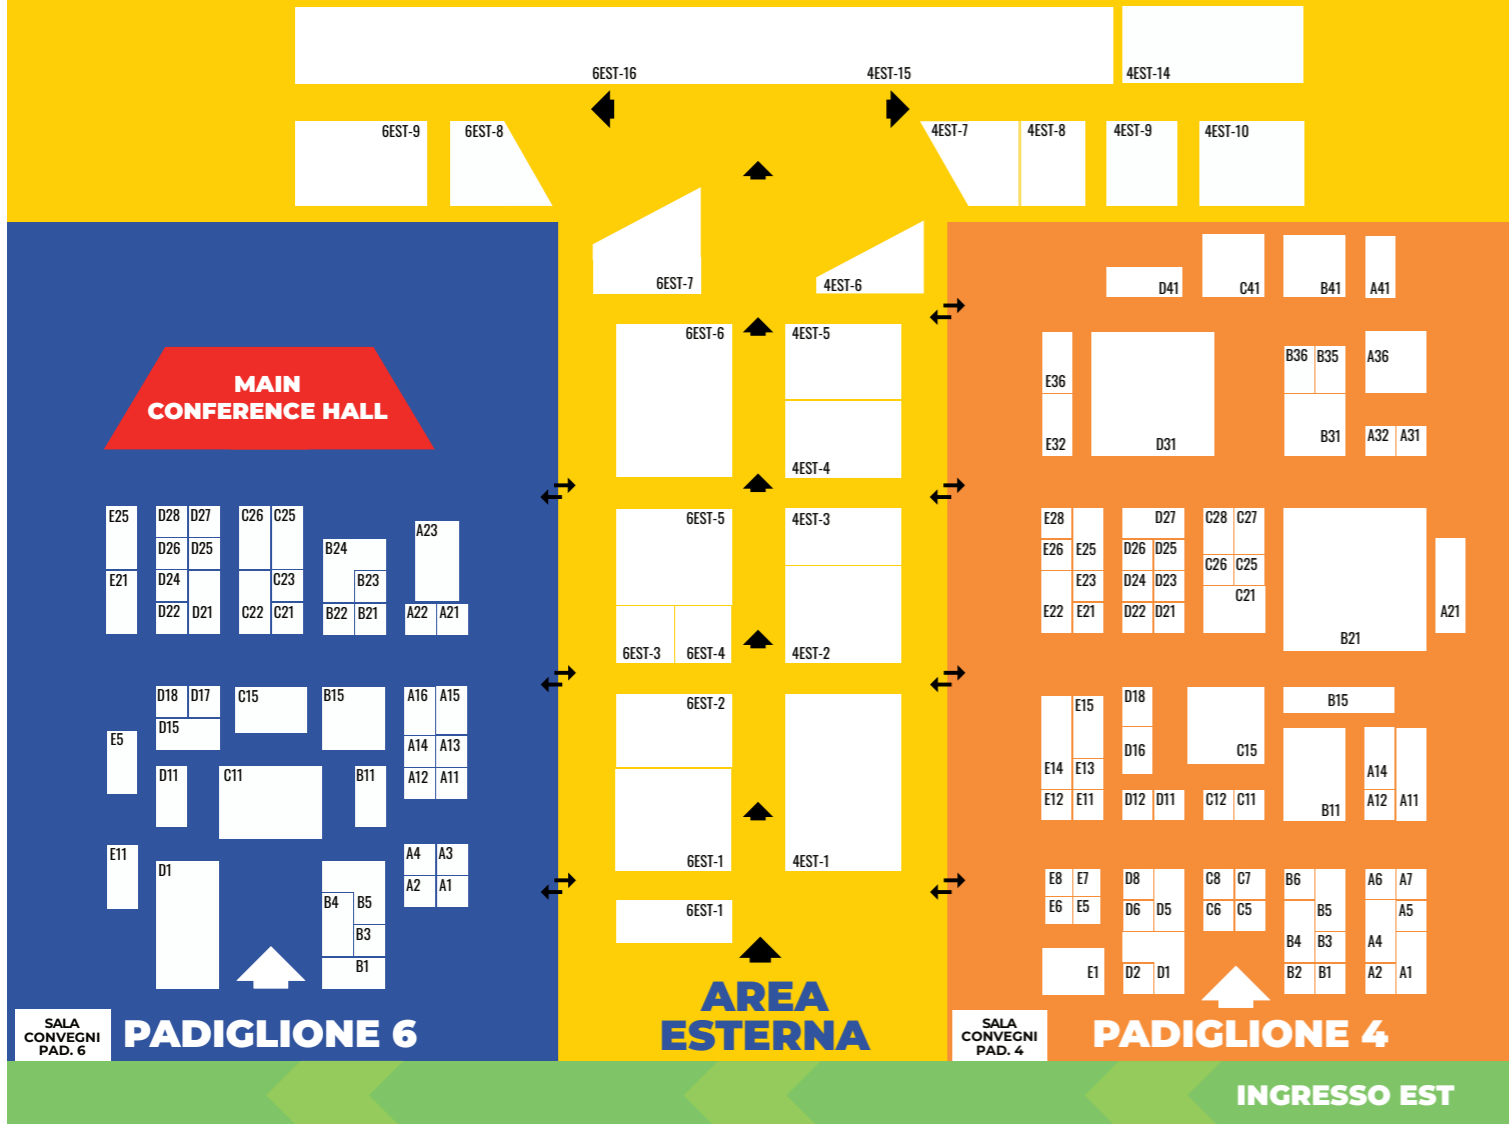 6EST-16
4EST-15
4EST-14
6EST-9
6EST-8
4EST-7
4EST-8
4EST-9
4EST-10
6EST-7
4EST-6
6EST-6
4EST-5
4EST-4
6EST-5
4EST-3
6EST-3
6EST-4
4EST-2
6EST-2
6EST-1
4EST-1
6EST-1
AREA
ESTERNA
MAIN
CONFERENCE HALL
E25
D28
D27
C26
C25
A23
D26
D25
B24
E21
D24
C23
B23
D22
D21
C22
C21
B22
B21
A22
A21
D18
D17
C15
B15
A16
A15
D15
E5
A14
A13
D11
C11
B11
A12
A11
E11
A4
A3
D1
A2
A1
B4
B5
B3
B1
SALA
CONVEGNI
PAD. 6
PADIGLIONE 6
D41
C41
B41
A41
E36
B36
B35
A36
E32
D31
B31
A32
A31
E28
D27
C28
C27
E26
E25
D26
D25
C26
C25
E23
D24
D23
C21
E22
E21
D22
D21
B21
A21
E15
D18
B15
D16
C15
E14
E13
A14
E12
E11
D12
D11
C12
C11
B11
A12
A11
E8
E7
D8
C8
C7
B6
A6
A7
E6
E5
D6
D5
C6
C5
B5
A5
B4
B3
A4
E1
D2
D1
B2
B1
A2
A1
SALA
CONVEGNI
PAD. 4
PADIGLIONE 4
INGRESSO EST